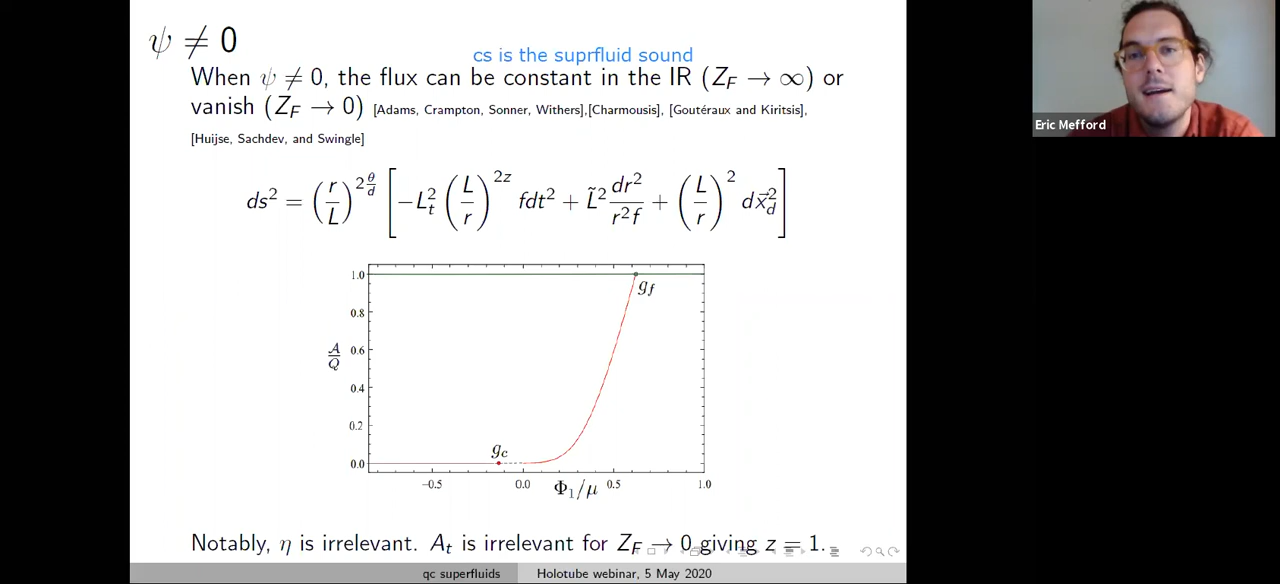 ψ ≠ 0
cs is the suprfluid sound
When ψ ≠ 0, the flux can be constant in the IR (Z_F → ∞) or
vanish (Z_F → 0) [Adams, Crampton, Sonner, Withers],[Charmousis], [Goutéraux and Kiritsis],
[Huijse, Sachdev, and Swingle]
ds² = (r/L)^{2θ/d} [−L_t² (L/r)^{2z} fdt² + L̃² dr²/(r²f) + (L/r)² dx⃗_d²]
1.0
g_f
0.8
A/Q
0.6
0.4
0.2
g_c
0.0
−0.5 0.0 Φ₁/μ 0.5 1.0
Notably, η is irrelevant. A_t is irrelevant for Z_F → 0 giving z = 1.
qc superfluids Holotube webinar, 5 May 2020
Eric Mefford